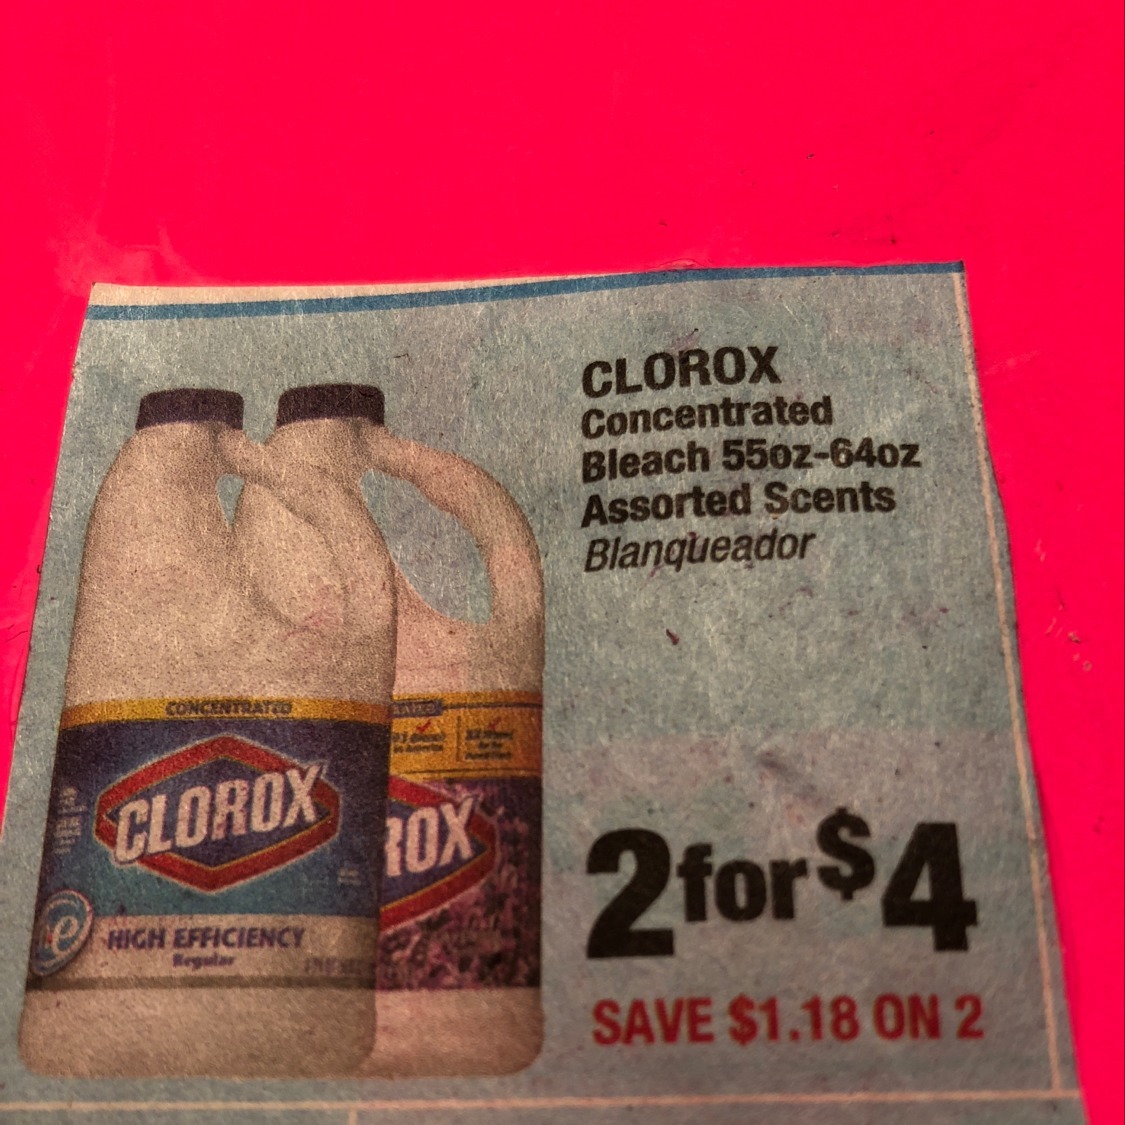 CLOROX
Concentrated
Bleach 55oz-64oz
Assorted Scents
Blanqueador
CONCENTRATED
CLOROX
HIGH EFFICIENCY
Regular
ROX
2 for $4
SAVE $1.18 ON 2